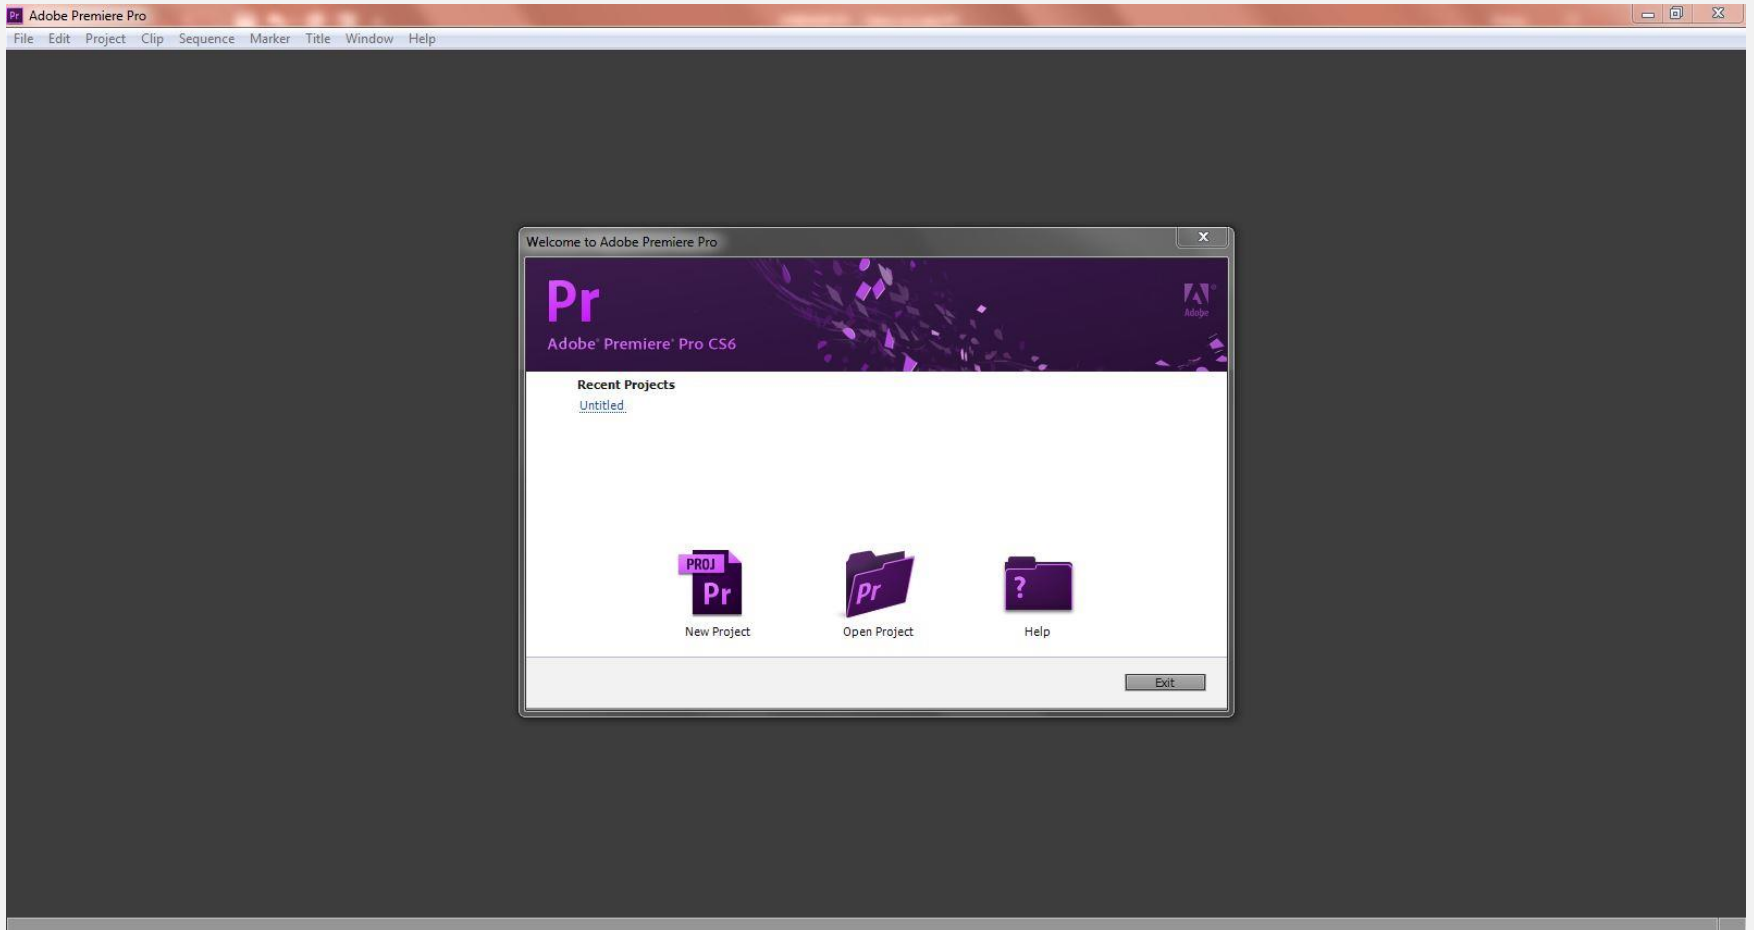 Pr Adobe Premiere Pro
File Edit Project Clip Sequence Marker Title Window Help
Welcome to Adobe Premiere Pro
Pr
Adobe® Premiere® Pro CS6
Adobe®
Recent Projects
Untitled
PROJ
Pr
Pr
?
New Project Open Project Help
Exit